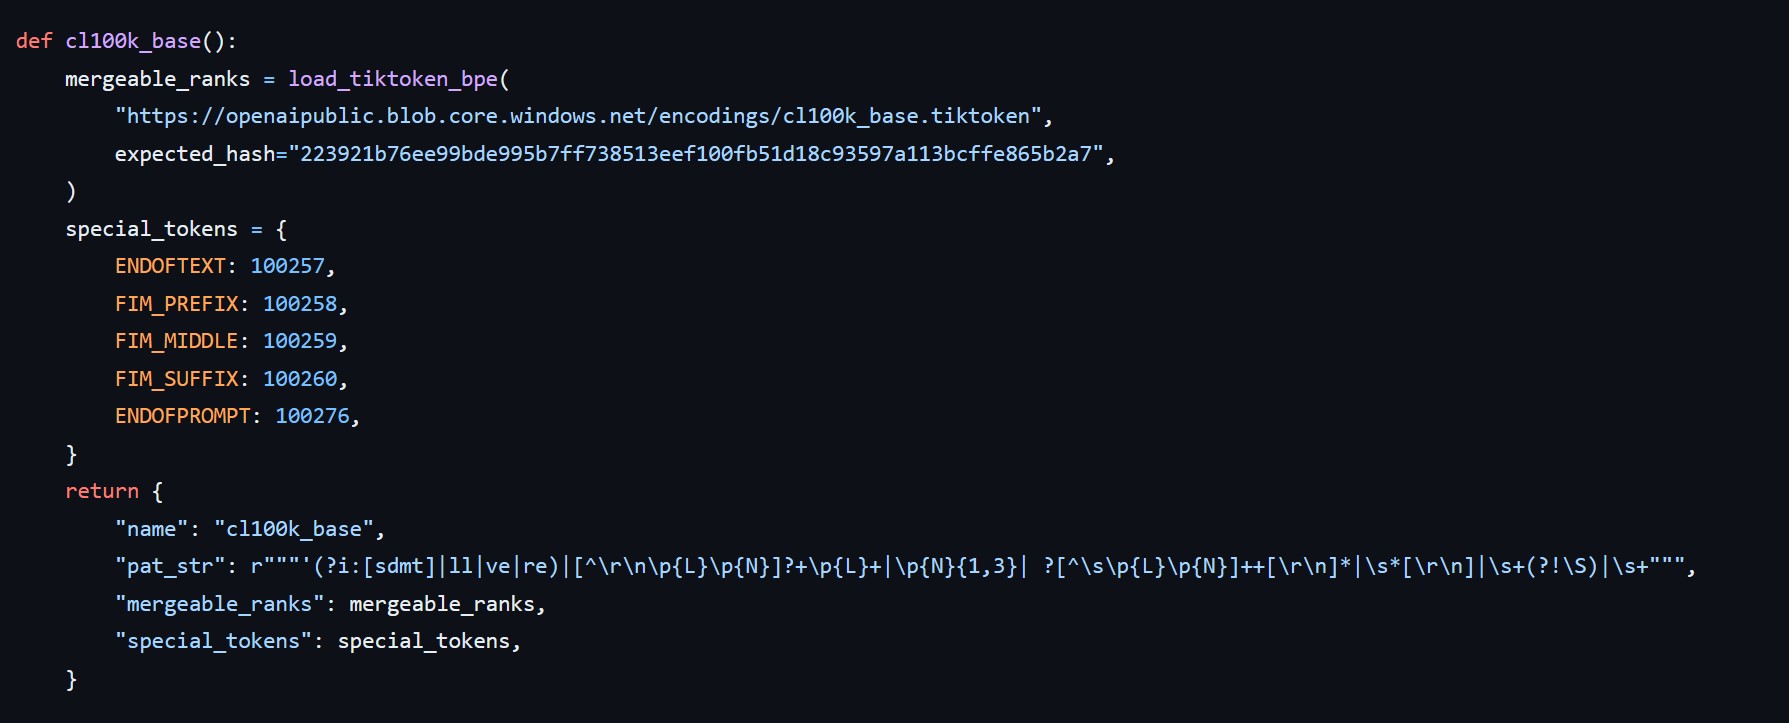 def cl100k_base():
    mergeable_ranks = load_tiktoken_bpe(
        "https://openaipublic.blob.core.windows.net/encodings/cl100k_base.tiktoken",
        expected_hash="223921b76ee99bde995b7ff738513eef100fb51d18c93597a113bcffe865b2a7",
    )
    special_tokens = {
        ENDOFTEXT: 100257,
        FIM_PREFIX: 100258,
        FIM_MIDDLE: 100259,
        FIM_SUFFIX: 100260,
        ENDOFPROMPT: 100276,
    }
    return {
        "name": "cl100k_base",
        "pat_str": r"""'(?i:[sdmt]|ll|ve|re)|[^\r\n\p{L}\p{N}]?+\p{L}+|\p{N}{1,3}| ?[^\s\p{L}\p{N}]++[\r\n]*|\s*[\r\n]|\s+(?!\S)|\s+""",
        "mergeable_ranks": mergeable_ranks,
        "special_tokens": special_tokens,
    }